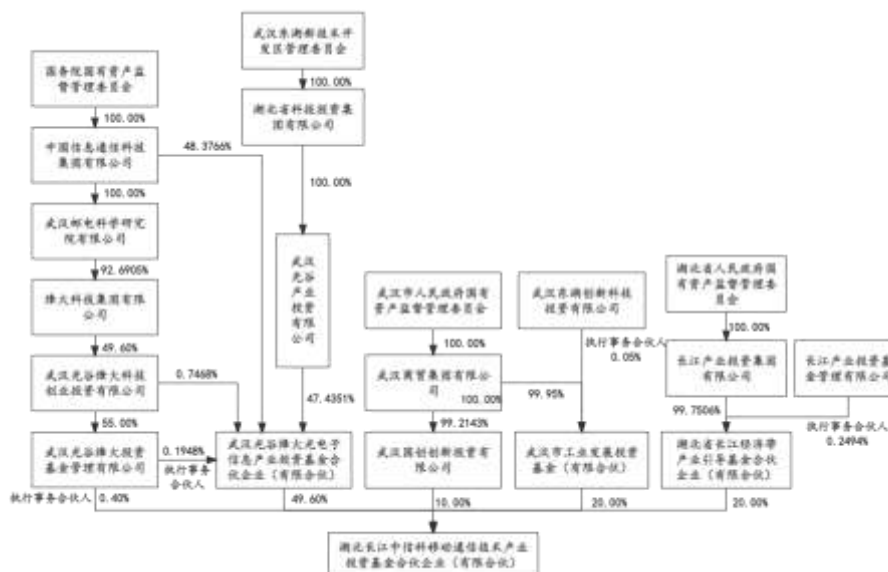 武汉东湖新技术开
发区管理委员会
国务院国有资产监
督管理委员会
100.00%
湖北省科技投资集
团有限公司
100.00%
中国信息通信科技
集团有限公司
48.3766%
100.00%
100.00%
武汉邮电科学研究
院有限公司
92.6905%
武汉
光谷
产业
投资
有限
公司
烽火科技集团有限
公司
武汉市人民政府国有
资产监督管理委员会
武汉东湖创新科技
投资有限公司
湖北省人民政府国
有资产监督管理委
员会
49.60%
100.00%
执行事务合伙人
0.05%
100.00%
武汉光谷烽火科技
创业投资有限公司
0.7468%
47.4351%
武汉商贸集团有限公
司
100.00%
99.95%
长江产业投资集团
有限公司
长江产业投资基
金管理有限公司
55.00%
99.2143%
99.7506%
执行事务合伙人
0.2494%
武汉光谷烽火投资
基金管理有限公司
0.1948%
执行事务
合伙人
武汉光谷烽火光电子
信息产业投资基金合
伙企业（有限合伙）
武汉国创创新投资有
限公司
武汉市工业发展投资
基金（有限合伙）
湖北省长江经济带
产业引导基金合伙
企业（有限合伙）
执行事务合伙人
0.40%
49.60%
10.00%
20.00%
20.00%
湖北长江中信科移动通信技术产业
投资基金合伙企业（有限合伙）